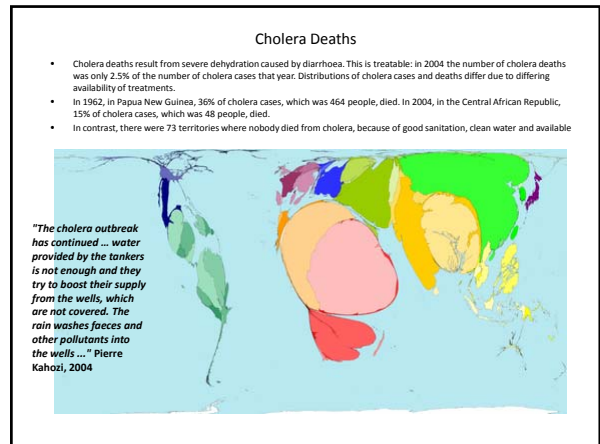 Cholera Deaths
• Cholera deaths result from severe dehydration caused by diarrhoea. This is treatable: in 2004 the number of cholera deaths
was only 2.5% of the number of cholera cases that year. Distributions of cholera cases and deaths differ due to differing
availability of treatments.
• In 1962, in Papua New Guinea, 36% of cholera cases, which was 464 people, died. In 2004, in the Central African Republic,
15% of cholera cases, which was 48 people, died.
• In contrast, there were 73 territories where nobody died from cholera, because of good sanitation, clean water and available
"The cholera outbreak
has continued ... water
provided by the tankers
is not enough and they
try to boost their supply
from the wells, which
are not covered. The
rain washes faeces and
other pollutants into
the wells ..." Pierre
Kahozi, 2004